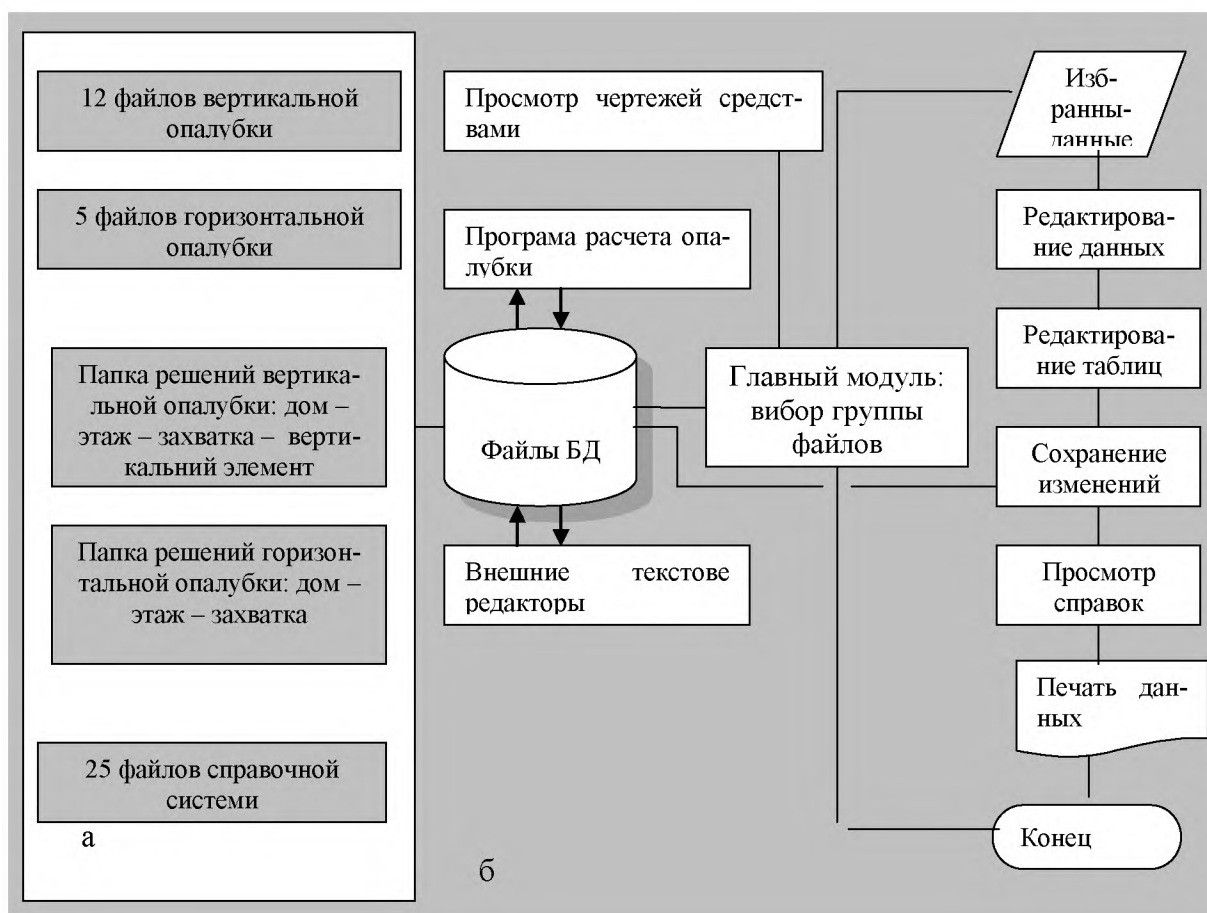 12 файлов вертикальной
опалубки
5 файлов горизонтальной
опалубки
Папка решений вертика-
льной опалубки: дом –
этаж – захватка – верти-
кальний элемент
Папка решений горизон-
тальной опалубки: дом –
этаж – захватка
25 файлов справочной
системи
а
Просмотр чертежей средст-
вами
Програма расчета опа-
лубки
Файлы БД
Внешние текстове
редакторы
б
Главный модуль:
вибор группы
файлов
Изб-
ранны-
данные
Редактирова-
ние данных
Редактирова-
ние таблиц
Сохранение
изменений
Просмотр
справок
Печать дан-
ных
Конец